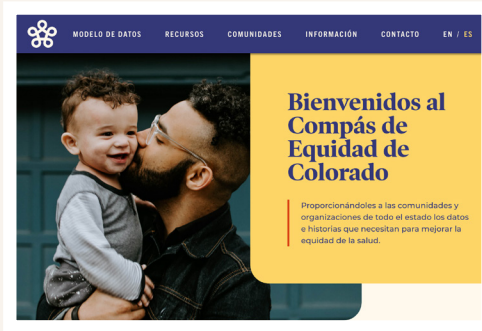 MODELO DE DATOS RECURSOS COMUNIDADES INFORMACIÓN CONTACTO EN / ES
Bienvenidos al
Compás de
Equidad de
Colorado
Proporcionándoles a las comunidades y
organizaciones de todo el estado los datos
e historias que necesitan para mejorar la
equidad de la salud.